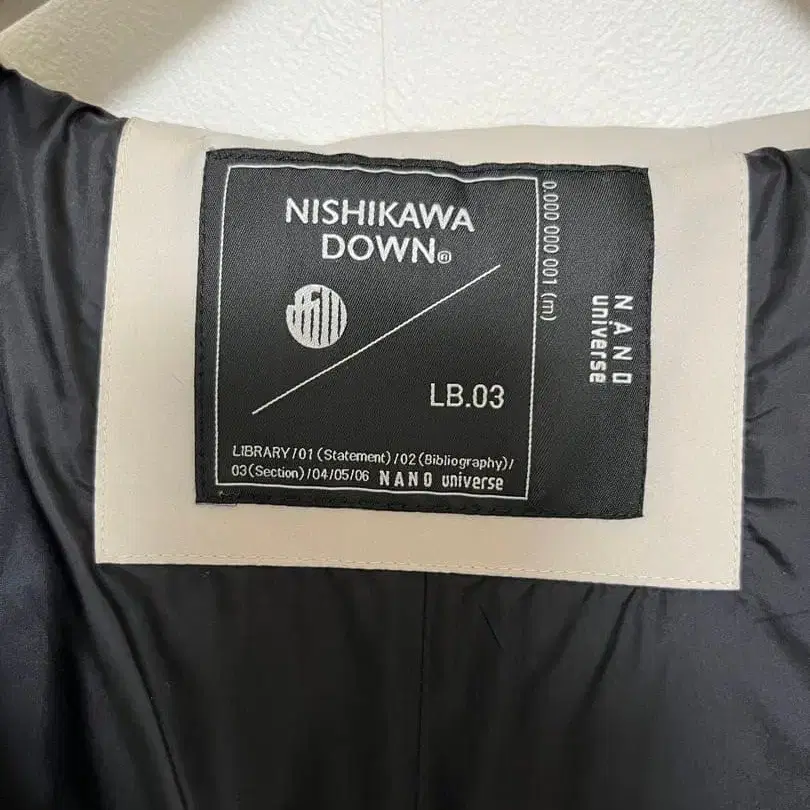 NISHIKAWA
DOWN®
LB.03
LIBRARY/01(Statement)/02(Bibliography)/
03(Section)/04/05/06 NANO universe
0.000 000 001 (m)
NANO
universe